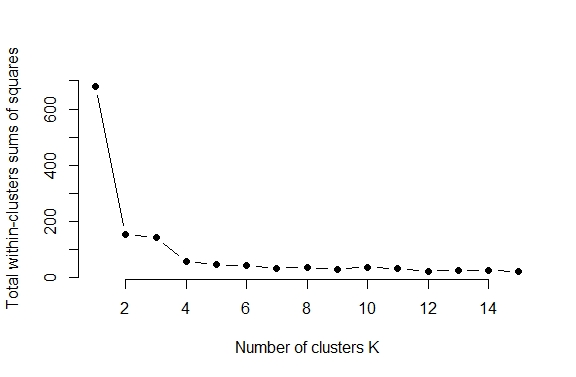 Total within-clusters sums of squares
600
400
200
0
2 4 6 8 10 12 14
Number of clusters K